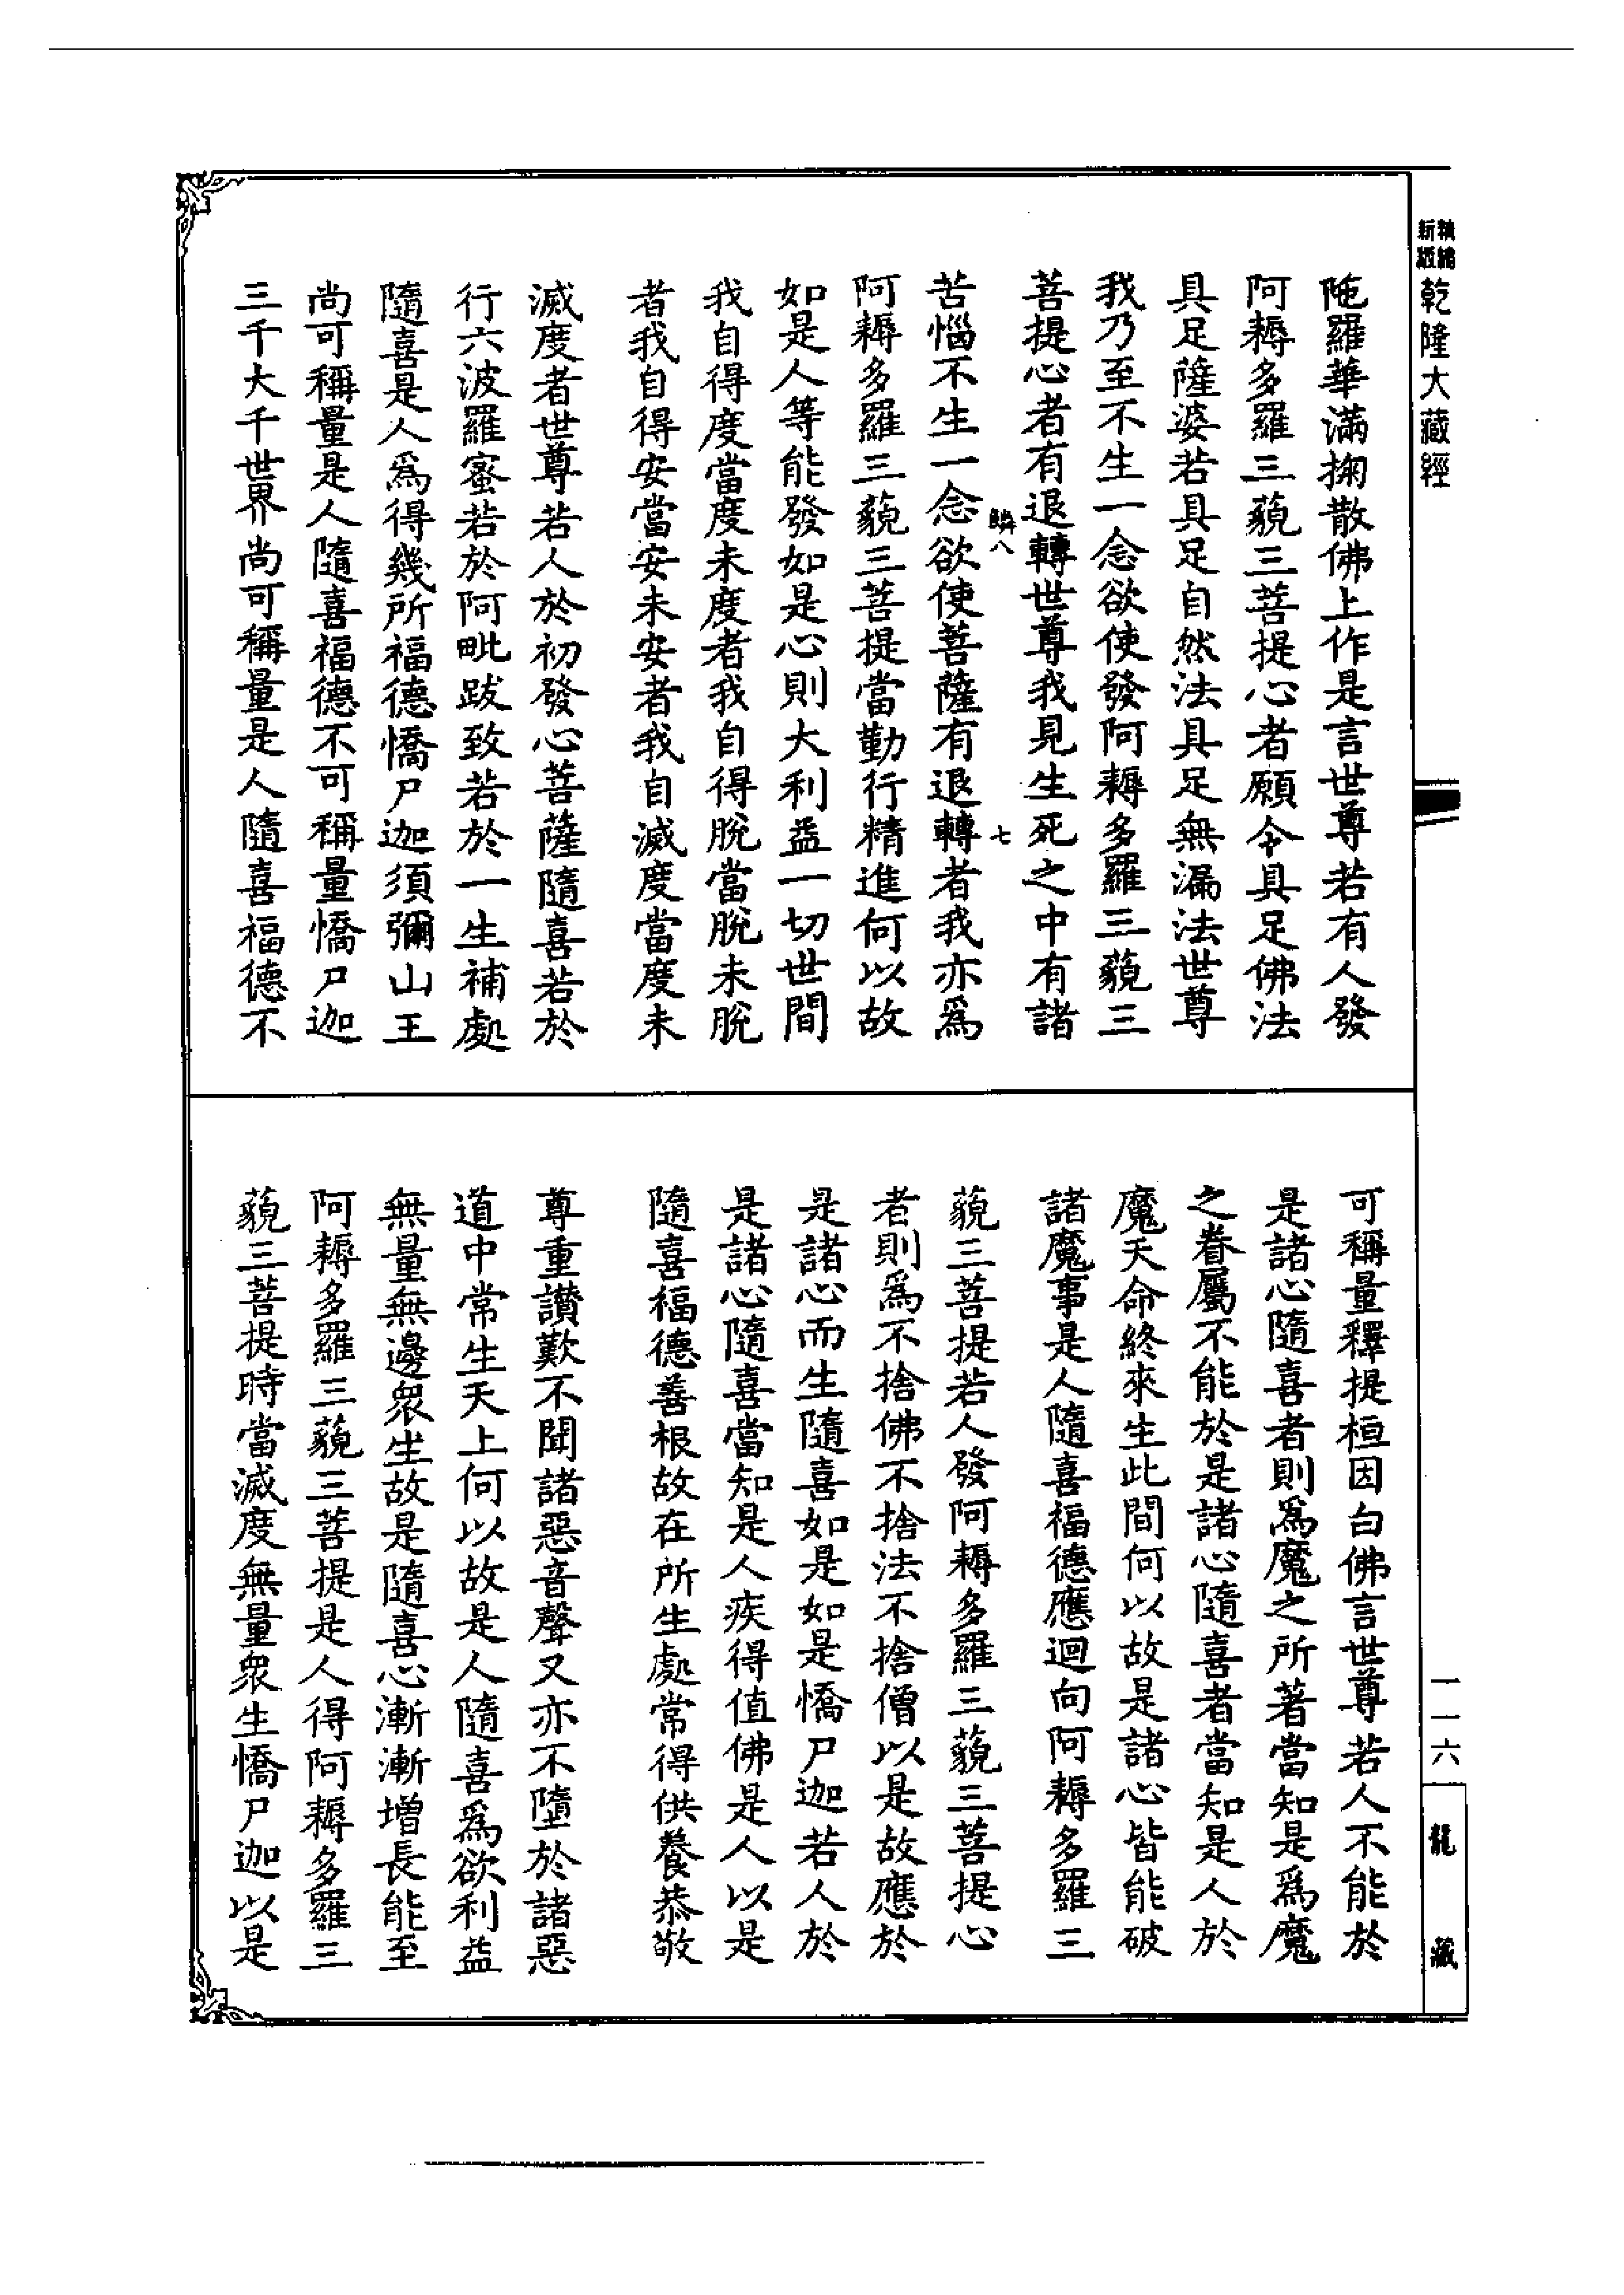 精縮新版乾隆大藏經
陁羅華滿掬散佛上作是言世尊若有人發
阿耨多羅三藐三菩提心者願令具足佛法
具足薩婆若具足自然法具足無漏法世尊
我乃至不生一念欲使發阿耨多羅三藐三
菩提心者有退轉世尊我見生死之中有諸
鱗八
七
苦惱不生一念欲使菩薩有退轉者我亦爲
阿耨多羅三藐三菩提當勤行精進何以故
如是人等能發如是心則大利益一切世間
我自得度當度未度者我自得脫當脫未脫
者我自得安當安未安者我自滅度當度未
滅度者世尊若人於初發心菩薩隨喜若於
行六波羅蜜若於阿毗跋致若於一生補處
隨喜是人爲得幾所福德憍尸迦須彌山王
尚可稱量是人隨喜福德不可稱量憍尸迦
三千大千世界尚可稱量是人隨喜福德不
可稱量釋提桓因白佛言世尊若人不能於
是諸心隨喜者則爲魔之所著當知是爲魔
之眷屬不能於是諸心隨喜者當知是人於
魔天命終來生此間何以故是諸心皆能破
諸魔事是人隨喜福德應迴向阿耨多羅三
藐三菩提若人發阿耨多羅三藐三菩提心
者則爲不捨佛不捨法不捨僧以是故應於
是諸心而生隨喜如是如是憍尸迦若人於
是諸心隨喜當知是人疾得值佛是人以是
隨喜福德善根故在所生處常得供養恭敬
尊重讃歎不聞諸惡音聲又亦不墮於諸惡
道中常生天上何以故是人隨喜爲欲利益
無量無邊衆生故是隨喜心漸漸增長能至
阿耨多羅三藐三菩提是人得阿耨多羅三
藐三菩提時當滅度無量衆生憍尸迦以是
一一六
龍藏